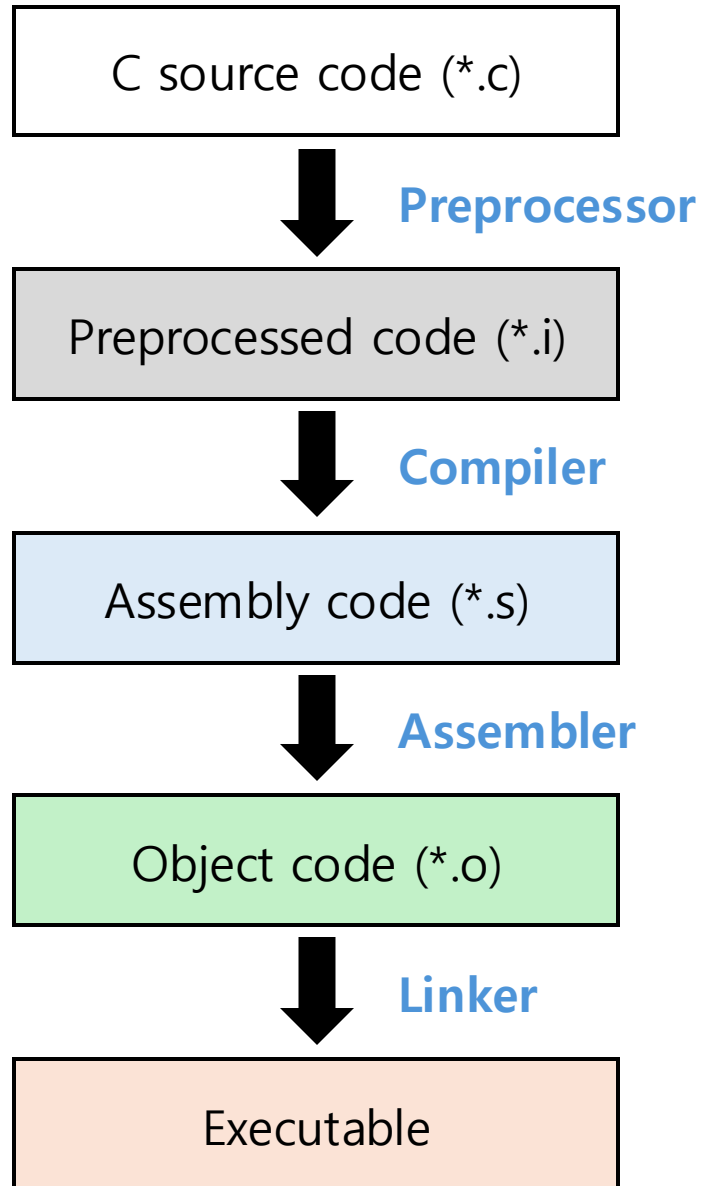 C source code (*.c)
Preprocessor
Preprocessed code (*.i)
Compiler
Assembly code (*.s)
Assembler
Object code (*.o)
Linker
Executable